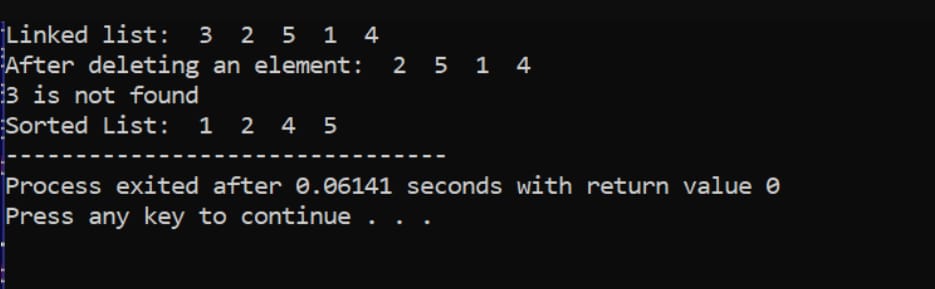 Linked list:  3  2  5  1  4
After deleting an element:  2  5  1  4
3 is not found
Sorted List:  1  2  4  5
--------------------------------
Process exited after 0.06141 seconds with return value 0
Press any key to continue . . .